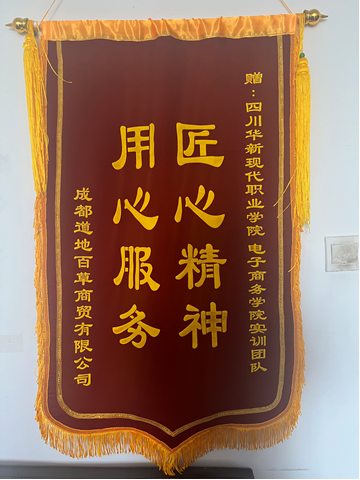 赠：四川华新现代职业学院 电子商务学院实训团队
匠心精神
用心服务
成都道地百草商贸有限公司